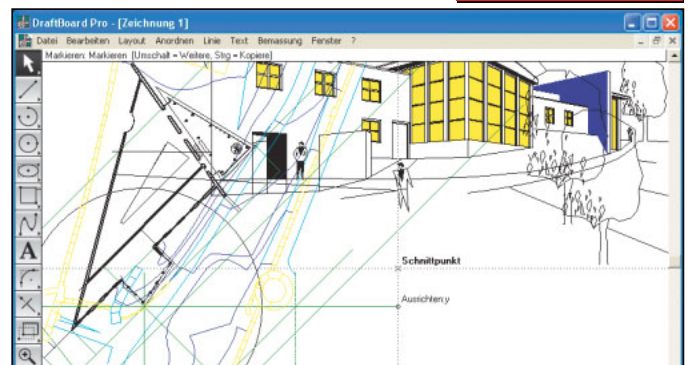 DraftBoard Pro - [Zeichnung 1]
Datei Bearbeiten Layout Anordnen Linie Text Bemassung Fenster ?
Markieren: Markieren [Umschalt = Weitere, Strg = Kopiere]
A
Schnittpunkt
Ausrichten:y